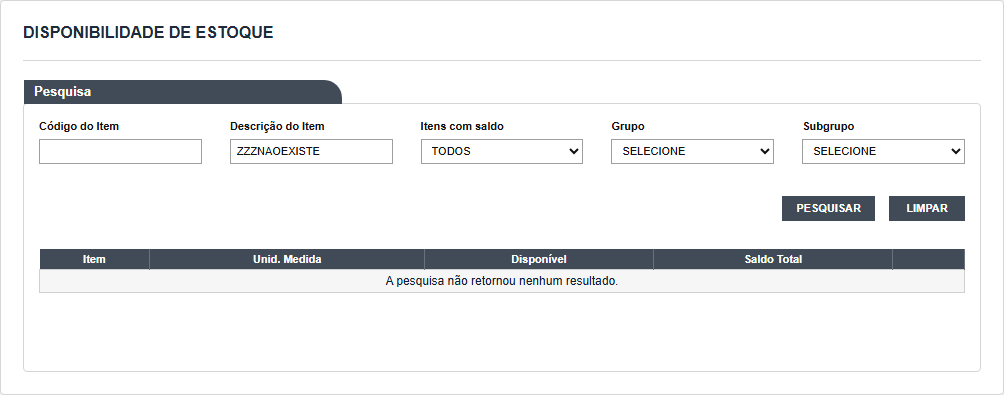 DISPONIBILIDADE DE ESTOQUE
Pesquisa
Código do Item Descrição do Item Itens com saldo Grupo Subgrupo
ZZZNAOEXISTE TODOS SELECIONE SELECIONE
PESQUISAR LIMPAR
Item Unid. Medida Disponível Saldo Total
A pesquisa não retornou nenhum resultado.